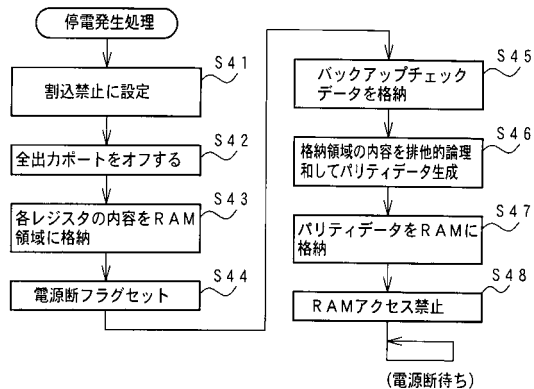 停電発生処理
S41
割込禁止に設定
S42
全出力ポートをオフする
S43
各レジスタの内容をRAM
領域に格納
S44
電源断フラグセット
S45
バックアップチェック
データを格納
S46
格納領域の内容を排他的論理
和してパリティデータ生成
S47
パリティデータをRAMに
格納
S48
RAMアクセス禁止
(電源断待ち)